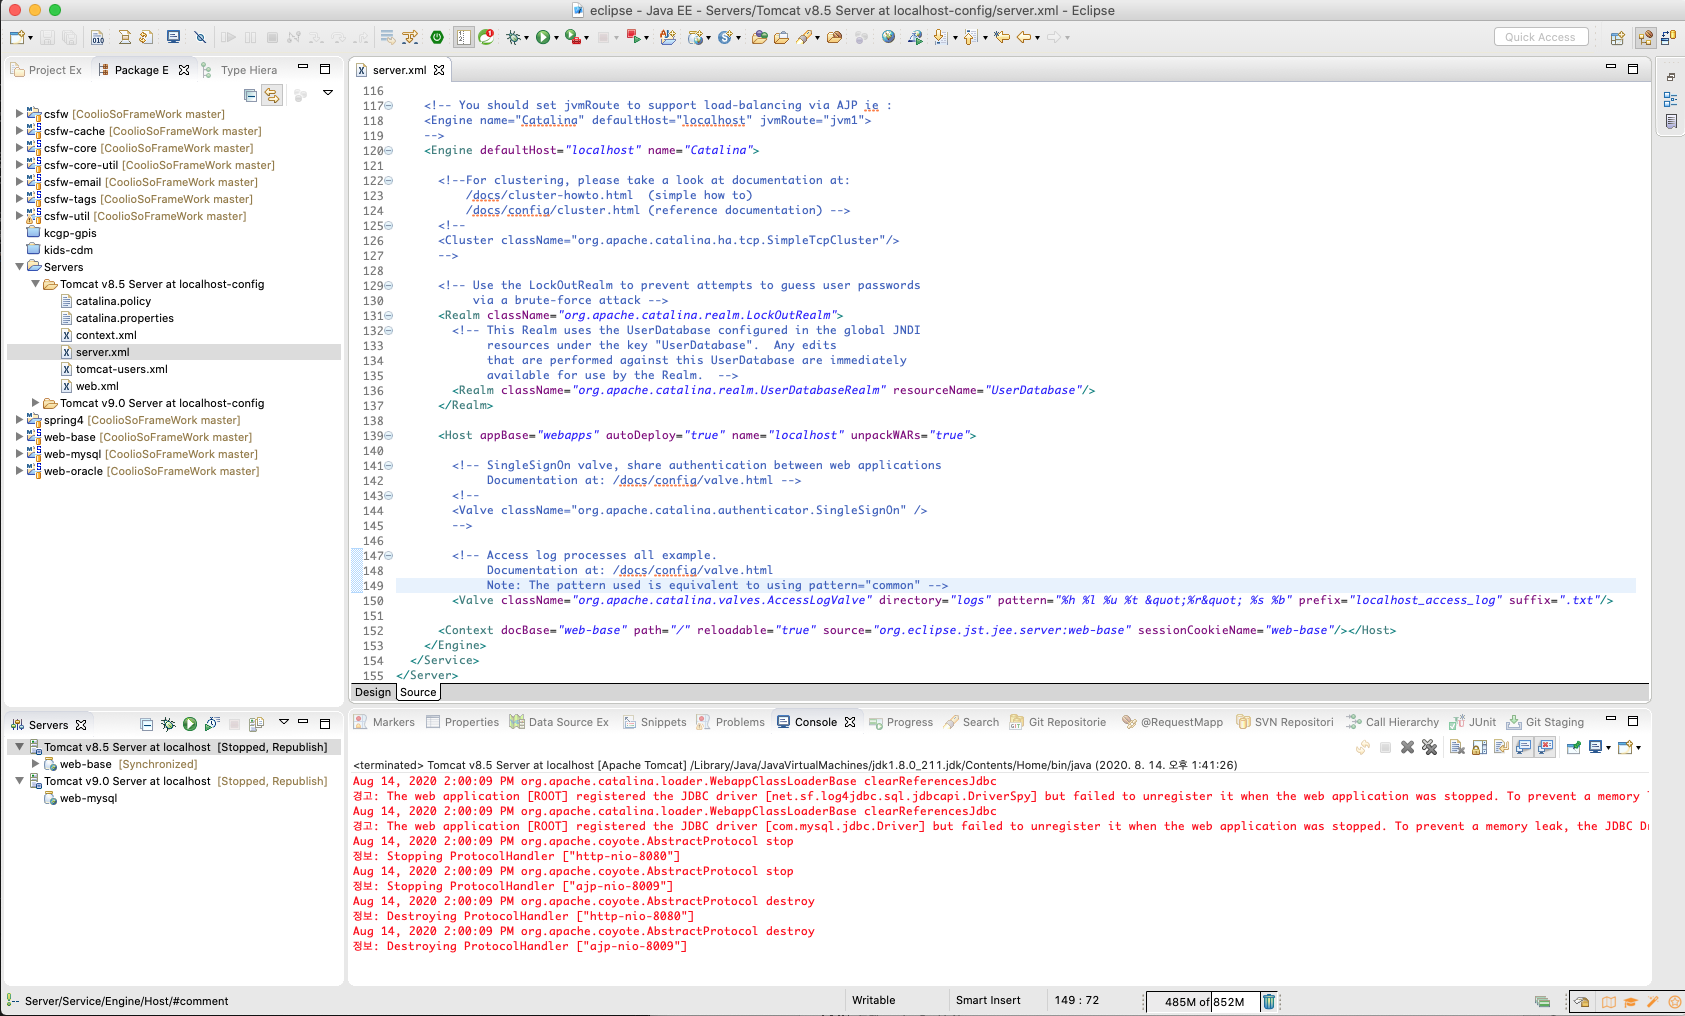 eclipse - Java EE - Servers/Tomcat v8.5 Server at localhost-config/server.xml - Eclipse
Quick Access
Project Ex
Package E
Type Hiera
csfw [CoolioSoFrameWork master]
csfw-cache [CoolioSoFrameWork master]
csfw-core [CoolioSoFrameWork master]
csfw-core-util [CoolioSoFrameWork master]
csfw-email [CoolioSoFrameWork master]
csfw-tags [CoolioSoFrameWork master]
csfw-util [CoolioSoFrameWork master]
kcgp-gpis
kids-cdm
Servers
Tomcat v8.5 Server at localhost-config
catalina.policy
catalina.properties
context.xml
server.xml
tomcat-users.xml
web.xml
Tomcat v9.0 Server at localhost-config
spring4 [CoolioSoFrameWork master]
web-base [CoolioSoFrameWork master]
web-mysql [CoolioSoFrameWork master]
web-oracle [CoolioSoFrameWork master]
server.xml
116
117 <!-- You should set jvmRoute to support load-balancing via AJP ie :
118 <Engine name="Catalina" defaultHost="localhost" jvmRoute="jvm1">
119 -->
120 <Engine defaultHost="localhost" name="Catalina">
121
122 <!--For clustering, please take a look at documentation at:
123 /docs/cluster-howto.html (simple how to)
124 /docs/config/cluster.html (reference documentation) -->
125 <!--
126 <Cluster className="org.apache.catalina.ha.tcp.SimpleTcpCluster"/>
127 -->
128
129 <!-- Use the LockOutRealm to prevent attempts to guess user passwords
130 via a brute-force attack -->
131 <Realm className="org.apache.catalina.realm.LockOutRealm">
132 <!-- This Realm uses the UserDatabase configured in the global JNDI
133 resources under the key "UserDatabase". Any edits
134 that are performed against this UserDatabase are immediately
135 available for use by the Realm. -->
136 <Realm className="org.apache.catalina.realm.UserDatabaseRealm" resourceName="UserDatabase"/>
137 </Realm>
138
139 <Host appBase="webapps" autoDeploy="true" name="localhost" unpackWARs="true">
140
141 <!-- SingleSignOn valve, share authentication between web applications
142 Documentation at: /docs/config/valve.html -->
143 <!--
144 <Valve className="org.apache.catalina.authenticator.SingleSignOn" />
145 -->
146
147 <!-- Access log processes all example.
148 Documentation at: /docs/config/valve.html
149 Note: The pattern used is equivalent to using pattern="common" -->
150 <Valve className="org.apache.catalina.valves.AccessLogValve" directory="logs" pattern="%h %l %u %t &quot;%r&quot; %s %b" prefix="localhost_access_log" suffix=".txt"/>
151
152 <Context docBase="web-base" path="/" reloadable="true" source="org.eclipse.jst.jee.server:web-base" sessionCookieName="web-base"/></Host>
153 </Engine>
154 </Service>
155 </Server>
Design Source
Servers
Tomcat v8.5 Server at localhost [Stopped, Republish]
web-base [Synchronized]
Tomcat v9.0 Server at localhost [Stopped, Republish]
web-mysql
Markers Properties Data Source Ex Snippets Problems Console Progress Search Git Repositorie @RequestMapp SVN Repositori Call Hierarchy JUnit Git Staging
<terminated> Tomcat v8.5 Server at localhost [Apache Tomcat] /Library/Java/JavaVirtualMachines/jdk1.8.0_211.jdk/Contents/Home/bin/java (2020. 8. 14. 오후 1:41:26)
Aug 14, 2020 2:00:09 PM org.apache.catalina.loader.WebappClassLoaderBase clearReferencesJdbc
경고: The web application [ROOT] registered the JDBC driver [net.sf.log4jdbc.sql.jdbcapi.DriverSpy] but failed to unregister it when the web application was stopped. To prevent a memory
Aug 14, 2020 2:00:09 PM org.apache.catalina.loader.WebappClassLoaderBase clearReferencesJdbc
경고: The web application [ROOT] registered the JDBC driver [com.mysql.jdbc.Driver] but failed to unregister it when the web application was stopped. To prevent a memory leak, the JDBC
Aug 14, 2020 2:00:09 PM org.apache.coyote.AbstractProtocol stop
정보: Stopping ProtocolHandler ["http-nio-8080"]
Aug 14, 2020 2:00:09 PM org.apache.coyote.AbstractProtocol stop
정보: Stopping ProtocolHandler ["ajp-nio-8009"]
Aug 14, 2020 2:00:09 PM org.apache.coyote.AbstractProtocol destroy
정보: Destroying ProtocolHandler ["http-nio-8080"]
Aug 14, 2020 2:00:09 PM org.apache.coyote.AbstractProtocol destroy
정보: Destroying ProtocolHandler ["ajp-nio-8009"]
Server/Service/Engine/Host/#comment
Writable
Smart Insert
149 : 72
485M of 852M